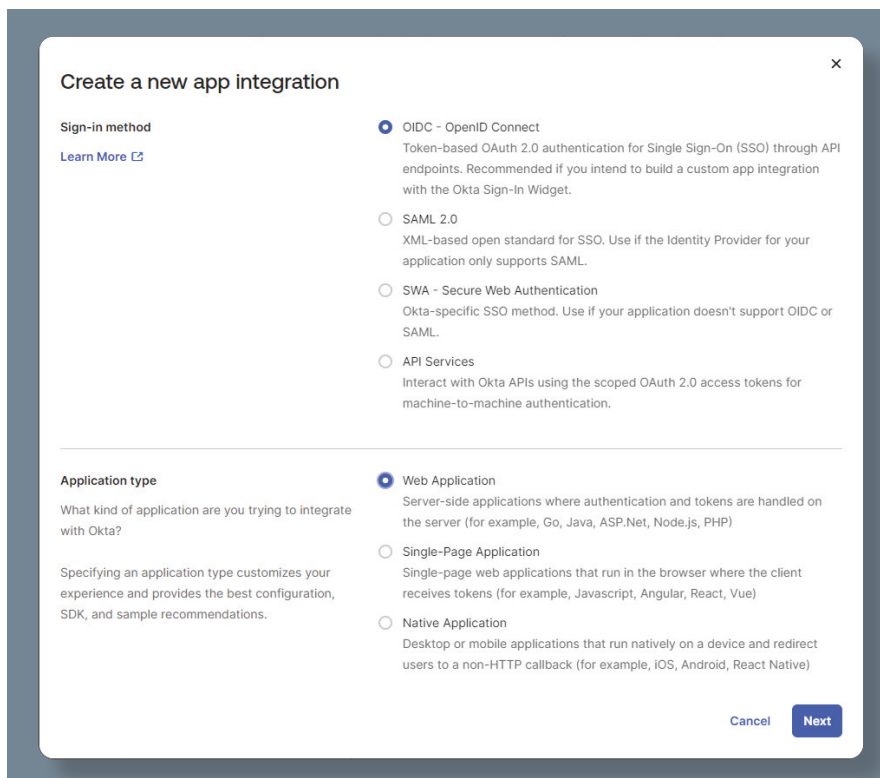 Create a new app integration
Sign-in method
Learn More
OIDC - OpenID Connect
Token-based OAuth 2.0 authentication for Single Sign-On (SSO) through API
endpoints. Recommended if you intend to build a custom app integration
with the Okta Sign-In Widget.
SAML 2.0
XML-based open standard for SSO. Use if the Identity Provider for your
application only supports SAML.
SWA - Secure Web Authentication
Okta-specific SSO method. Use if your application doesn't support OIDC or
SAML.
API Services
Interact with Okta APIs using the scoped OAuth 2.0 access tokens for
machine-to-machine authentication.
Application type
What kind of application are you trying to integrate
with Okta?
Specifying an application type customizes your
experience and provides the best configuration,
SDK, and sample recommendations.
Web Application
Server-side applications where authentication and tokens are handled on
the server (for example, Go, Java, ASP.Net, Node.js, PHP)
Single-Page Application
Single-page web applications that run in the browser where the client
receives tokens (for example, Javascript, Angular, React, Vue)
Native Application
Desktop or mobile applications that run natively on a device and redirect
users to a non-HTTP callback (for example, iOS, Android, React Native)
Cancel
Next